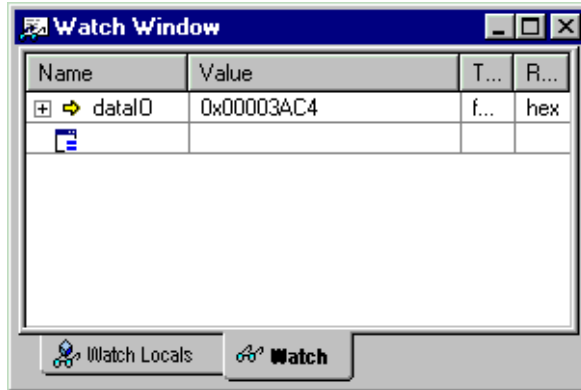 Watch Window
Name Value T... R...
dataIO 0x00003AC4 f... hex
Watch Locals Watch